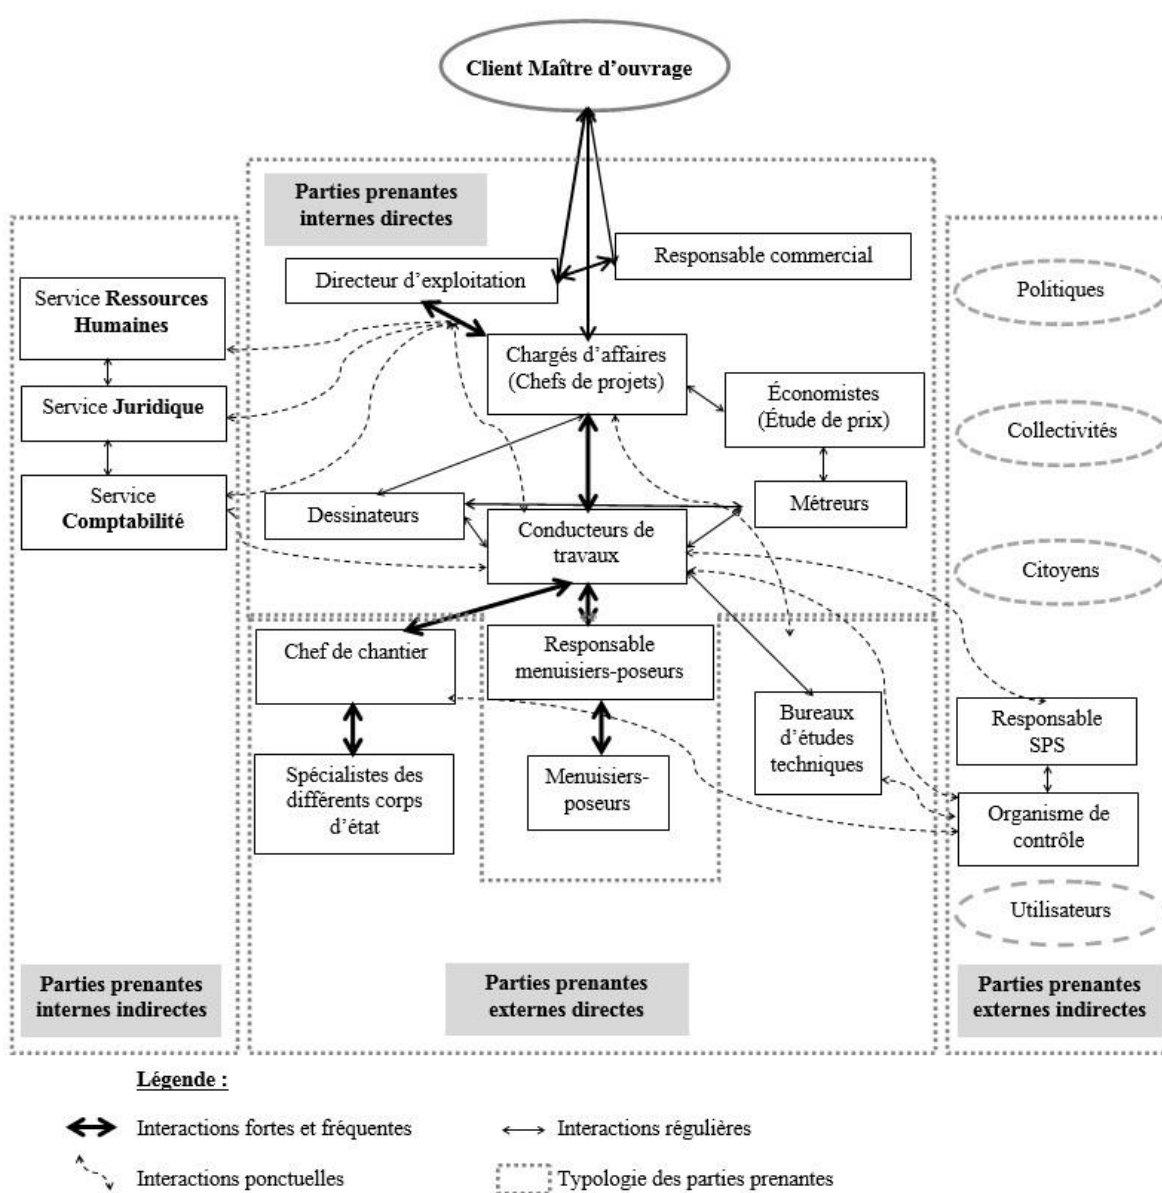 Client Maître d'ouvrage
Parties prenantes
internes directes
Responsable commercial
Directeur d'exploitation
Service Ressources
Humaines
Politiques
Chargés d'affaires
(Chefs de projets)
Économistes
(Étude de prix)
Service Juridique
Collectivités
Service
Comptabilité
Dessinateurs
Métreurs
Conducteurs de
travaux
Citoyens
Chef de chantier
Responsable
menuisiers-poseurs
Bureaux
d'études
techniques
Responsable
SPS
Spécialistes des
différents corps
d'état
Menuisiers-
poseurs
Organisme de
contrôle
Utilisateurs
Parties prenantes
internes indirectes
Parties prenantes
externes directes
Parties prenantes
externes indirectes
Légende :
Interactions fortes et fréquentes
Interactions régulières
Interactions ponctuelles
Typologie des parties prenantes